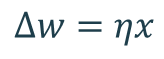 Δw = ηx